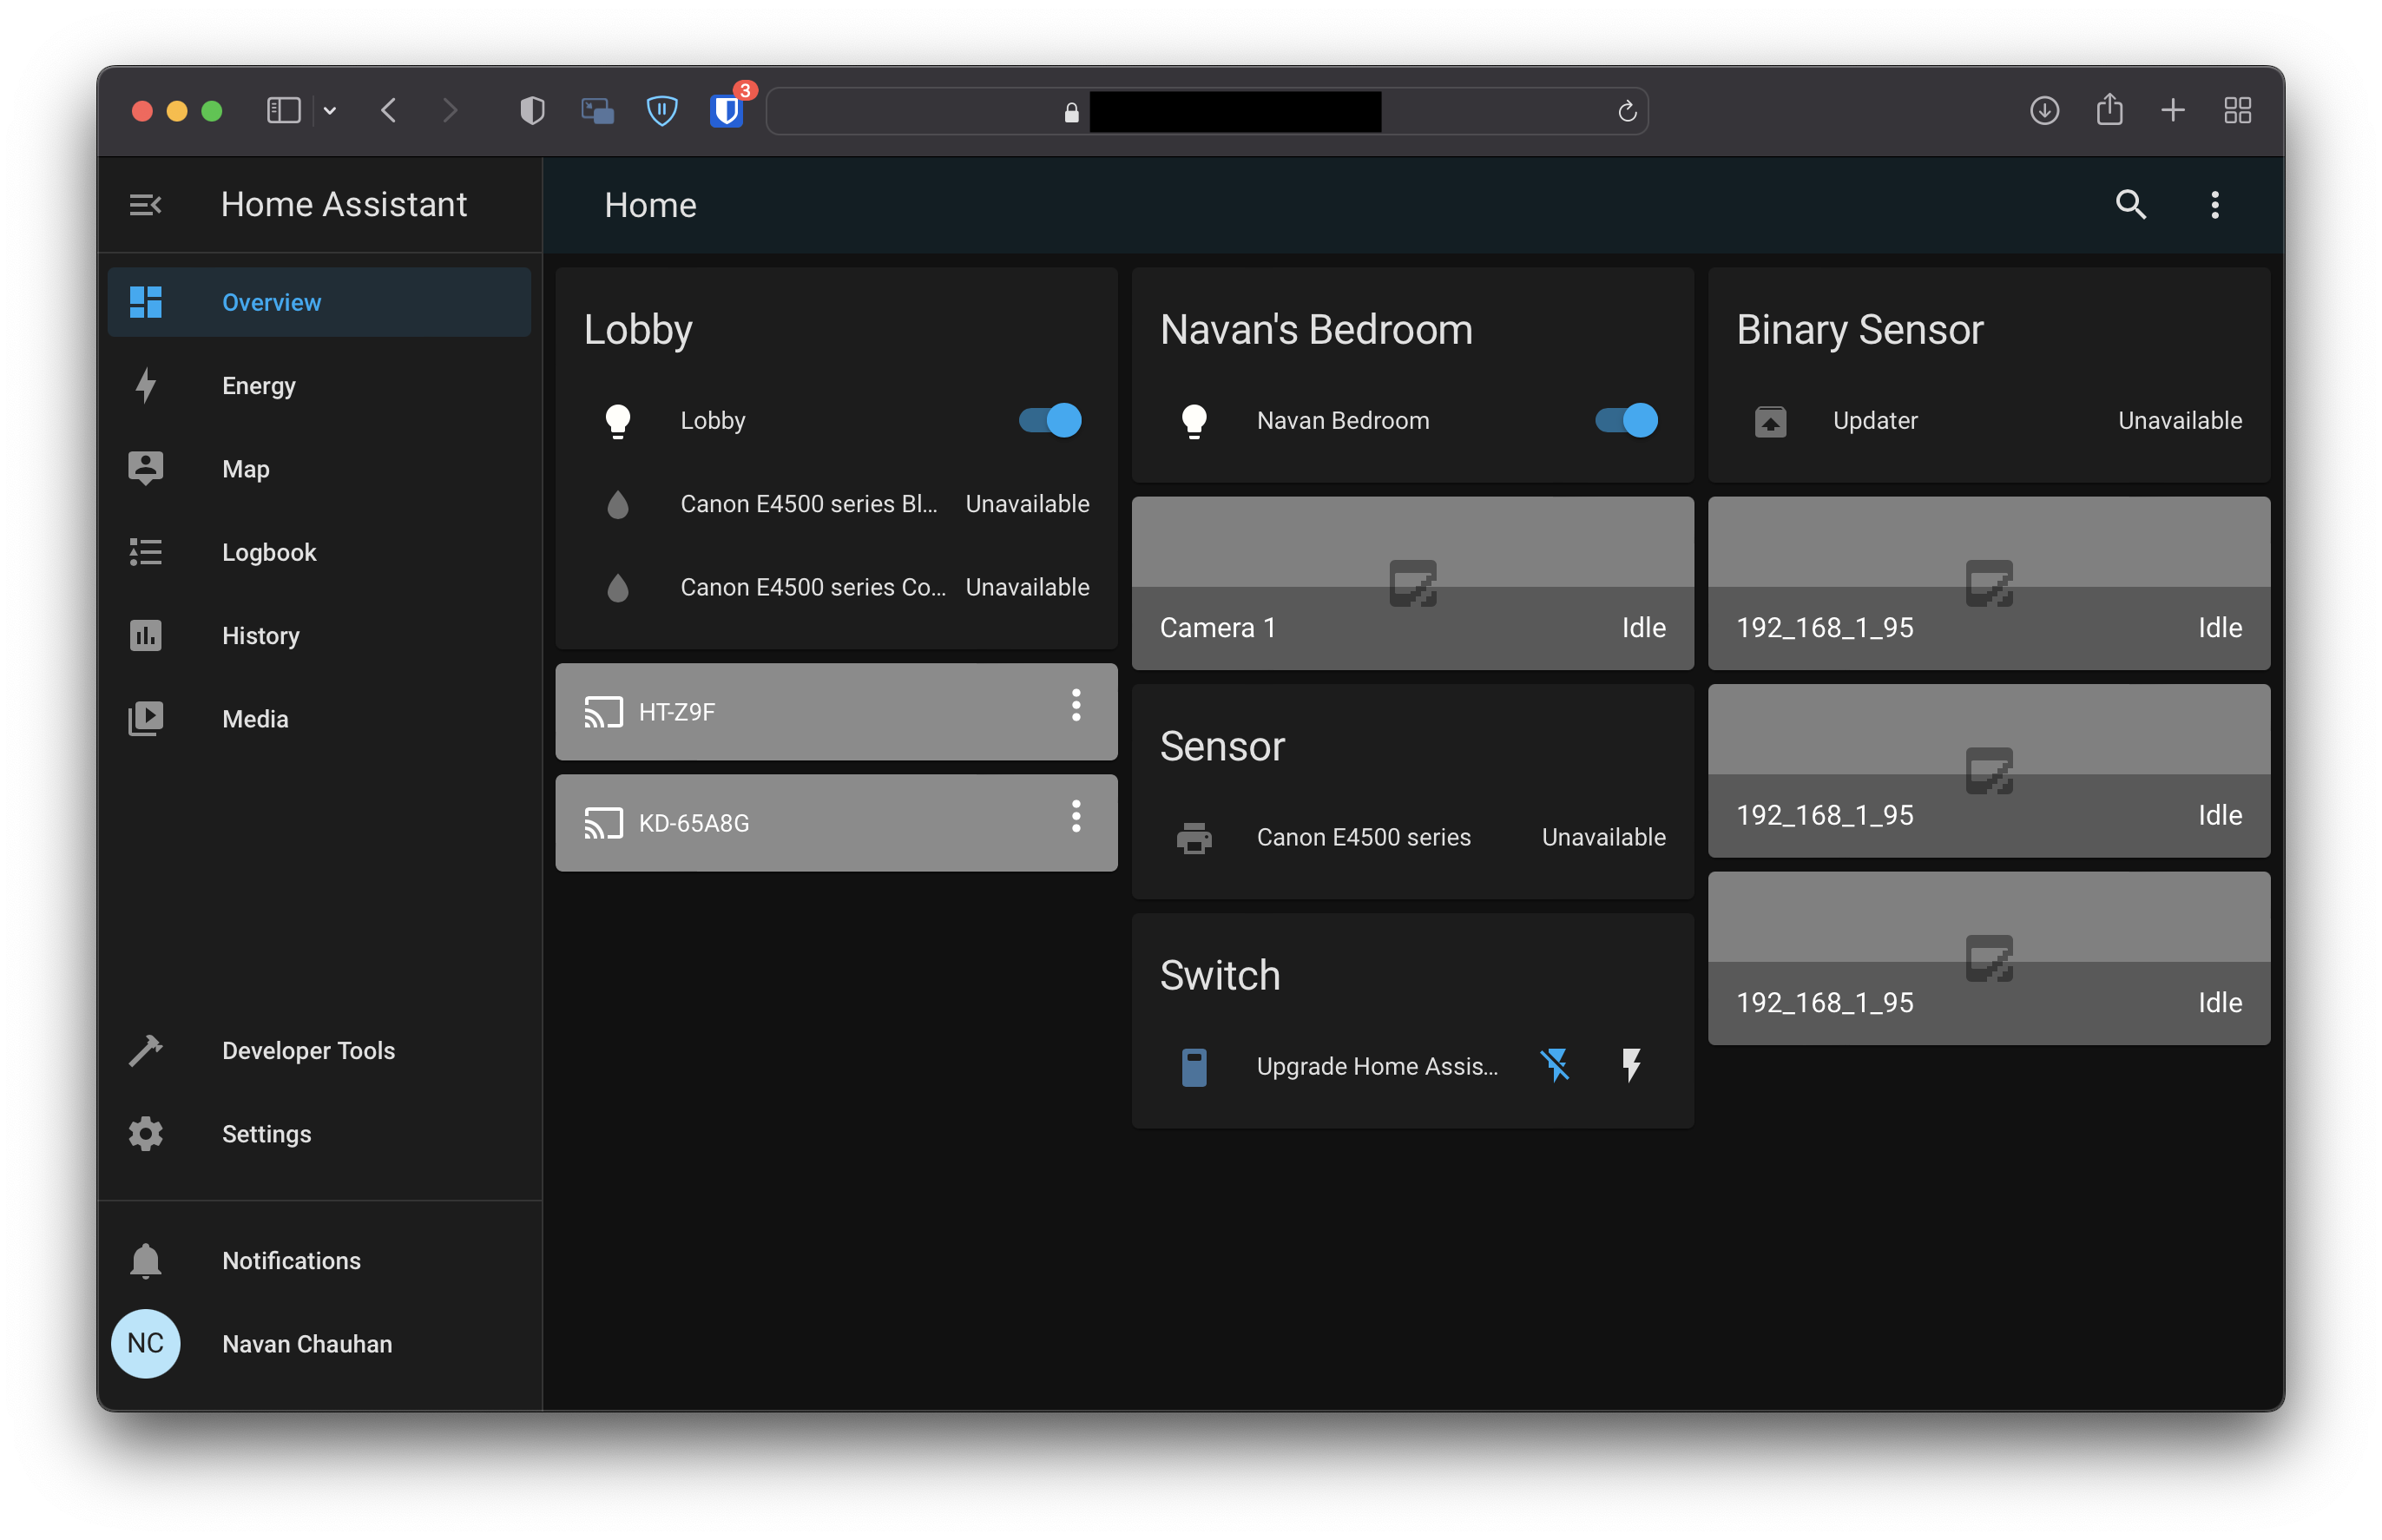 3
Home Assistant
Home
Overview
Energy
Map
Logbook
History
Media
Developer Tools
Settings
Notifications
NC
Navan Chauhan
Lobby
Lobby
Canon E4500 series Bl... Unavailable
Canon E4500 series Co... Unavailable
HT-Z9F
KD-65A8G
Navan's Bedroom
Navan Bedroom
Camera 1 Idle
Sensor
Canon E4500 series Unavailable
Switch
Upgrade Home Assis...
Binary Sensor
Updater Unavailable
192_168_1_95 Idle
192_168_1_95 Idle
192_168_1_95 Idle